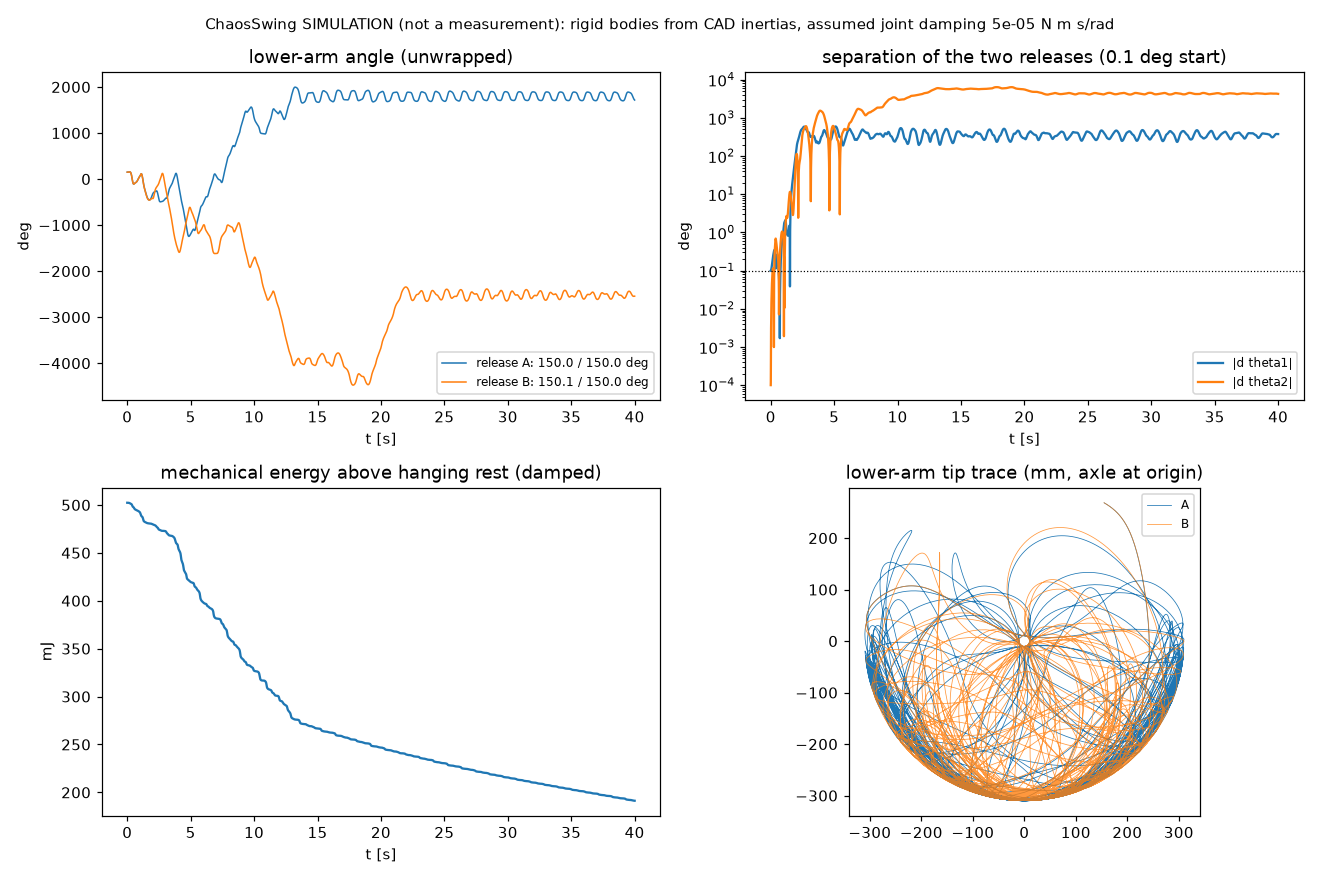 ChaosSwing SIMULATION (not a measurement): rigid bodies from CAD inertias, assumed joint damping 5e-05 N m s/rad
lower-arm angle (unwrapped)
2000
1000
0
−1000
−2000
−3000
−4000
deg
0 5 10 15 20 25 30 35 40
t [s]
release A: 150.0 / 150.0 deg
release B: 150.1 / 150.0 deg
separation of the two releases (0.1 deg start)
10⁴
10³
10²
10¹
10⁰
10⁻¹
10⁻²
10⁻³
10⁻⁴
deg
0 5 10 15 20 25 30 35 40
t [s]
|d theta1|
|d theta2|
mechanical energy above hanging rest (damped)
500
450
400
350
300
250
200
mJ
0 5 10 15 20 25 30 35 40
t [s]
lower-arm tip trace (mm, axle at origin)
200
100
0
−100
−200
−300
−300 −200 −100 0 100 200 300
A
B